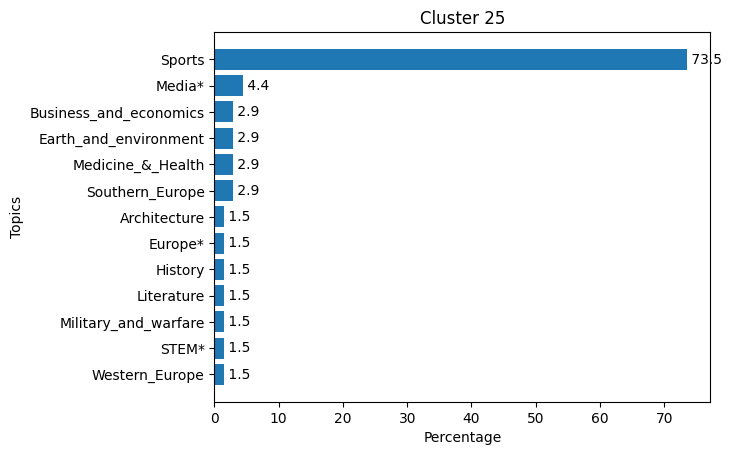 Cluster 25
Sports 73.5
Media* 4.4
Business_and_economics 2.9
Earth_and_environment 2.9
Medicine_&_Health 2.9
Southern_Europe 2.9
Architecture 1.5
Europe* 1.5
History 1.5
Literature 1.5
Military_and_warfare 1.5
STEM* 1.5
Western_Europe 1.5
Topics
0 10 20 30 40 50 60 70
Percentage